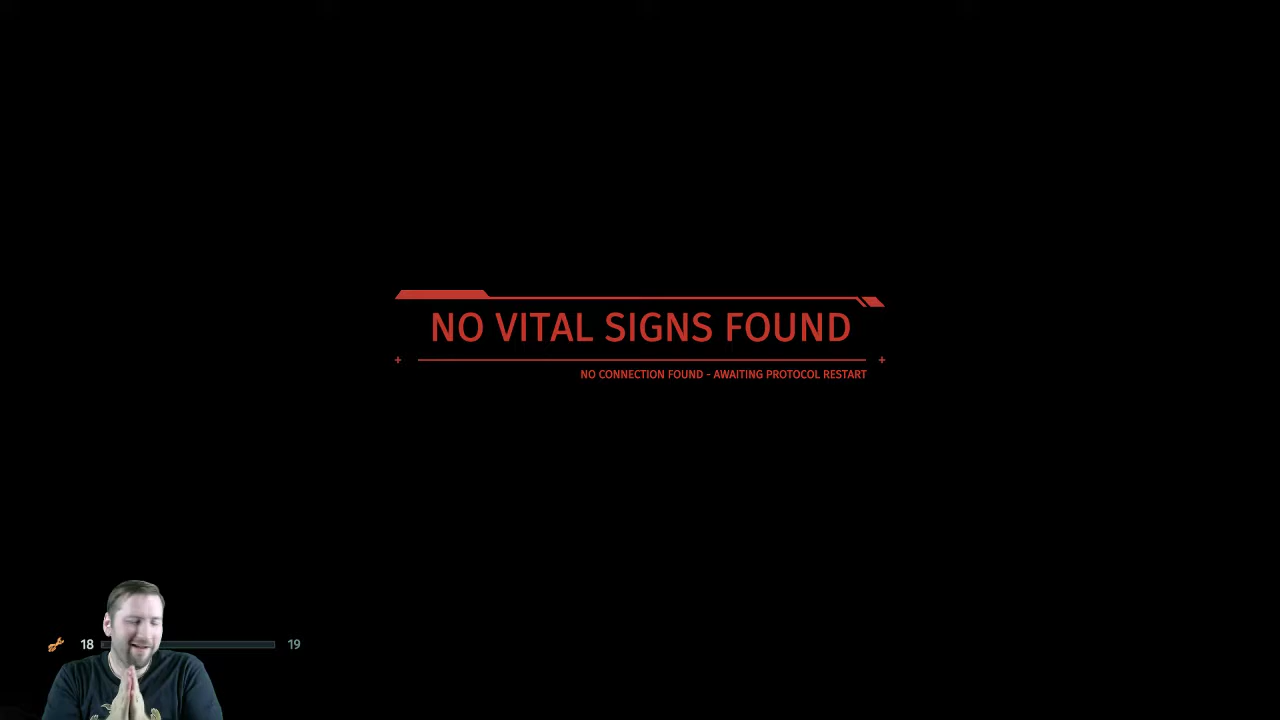 NO VITAL SIGNS FOUND
NO CONNECTION FOUND - AWAITING PROTOCOL RESTART
18 19